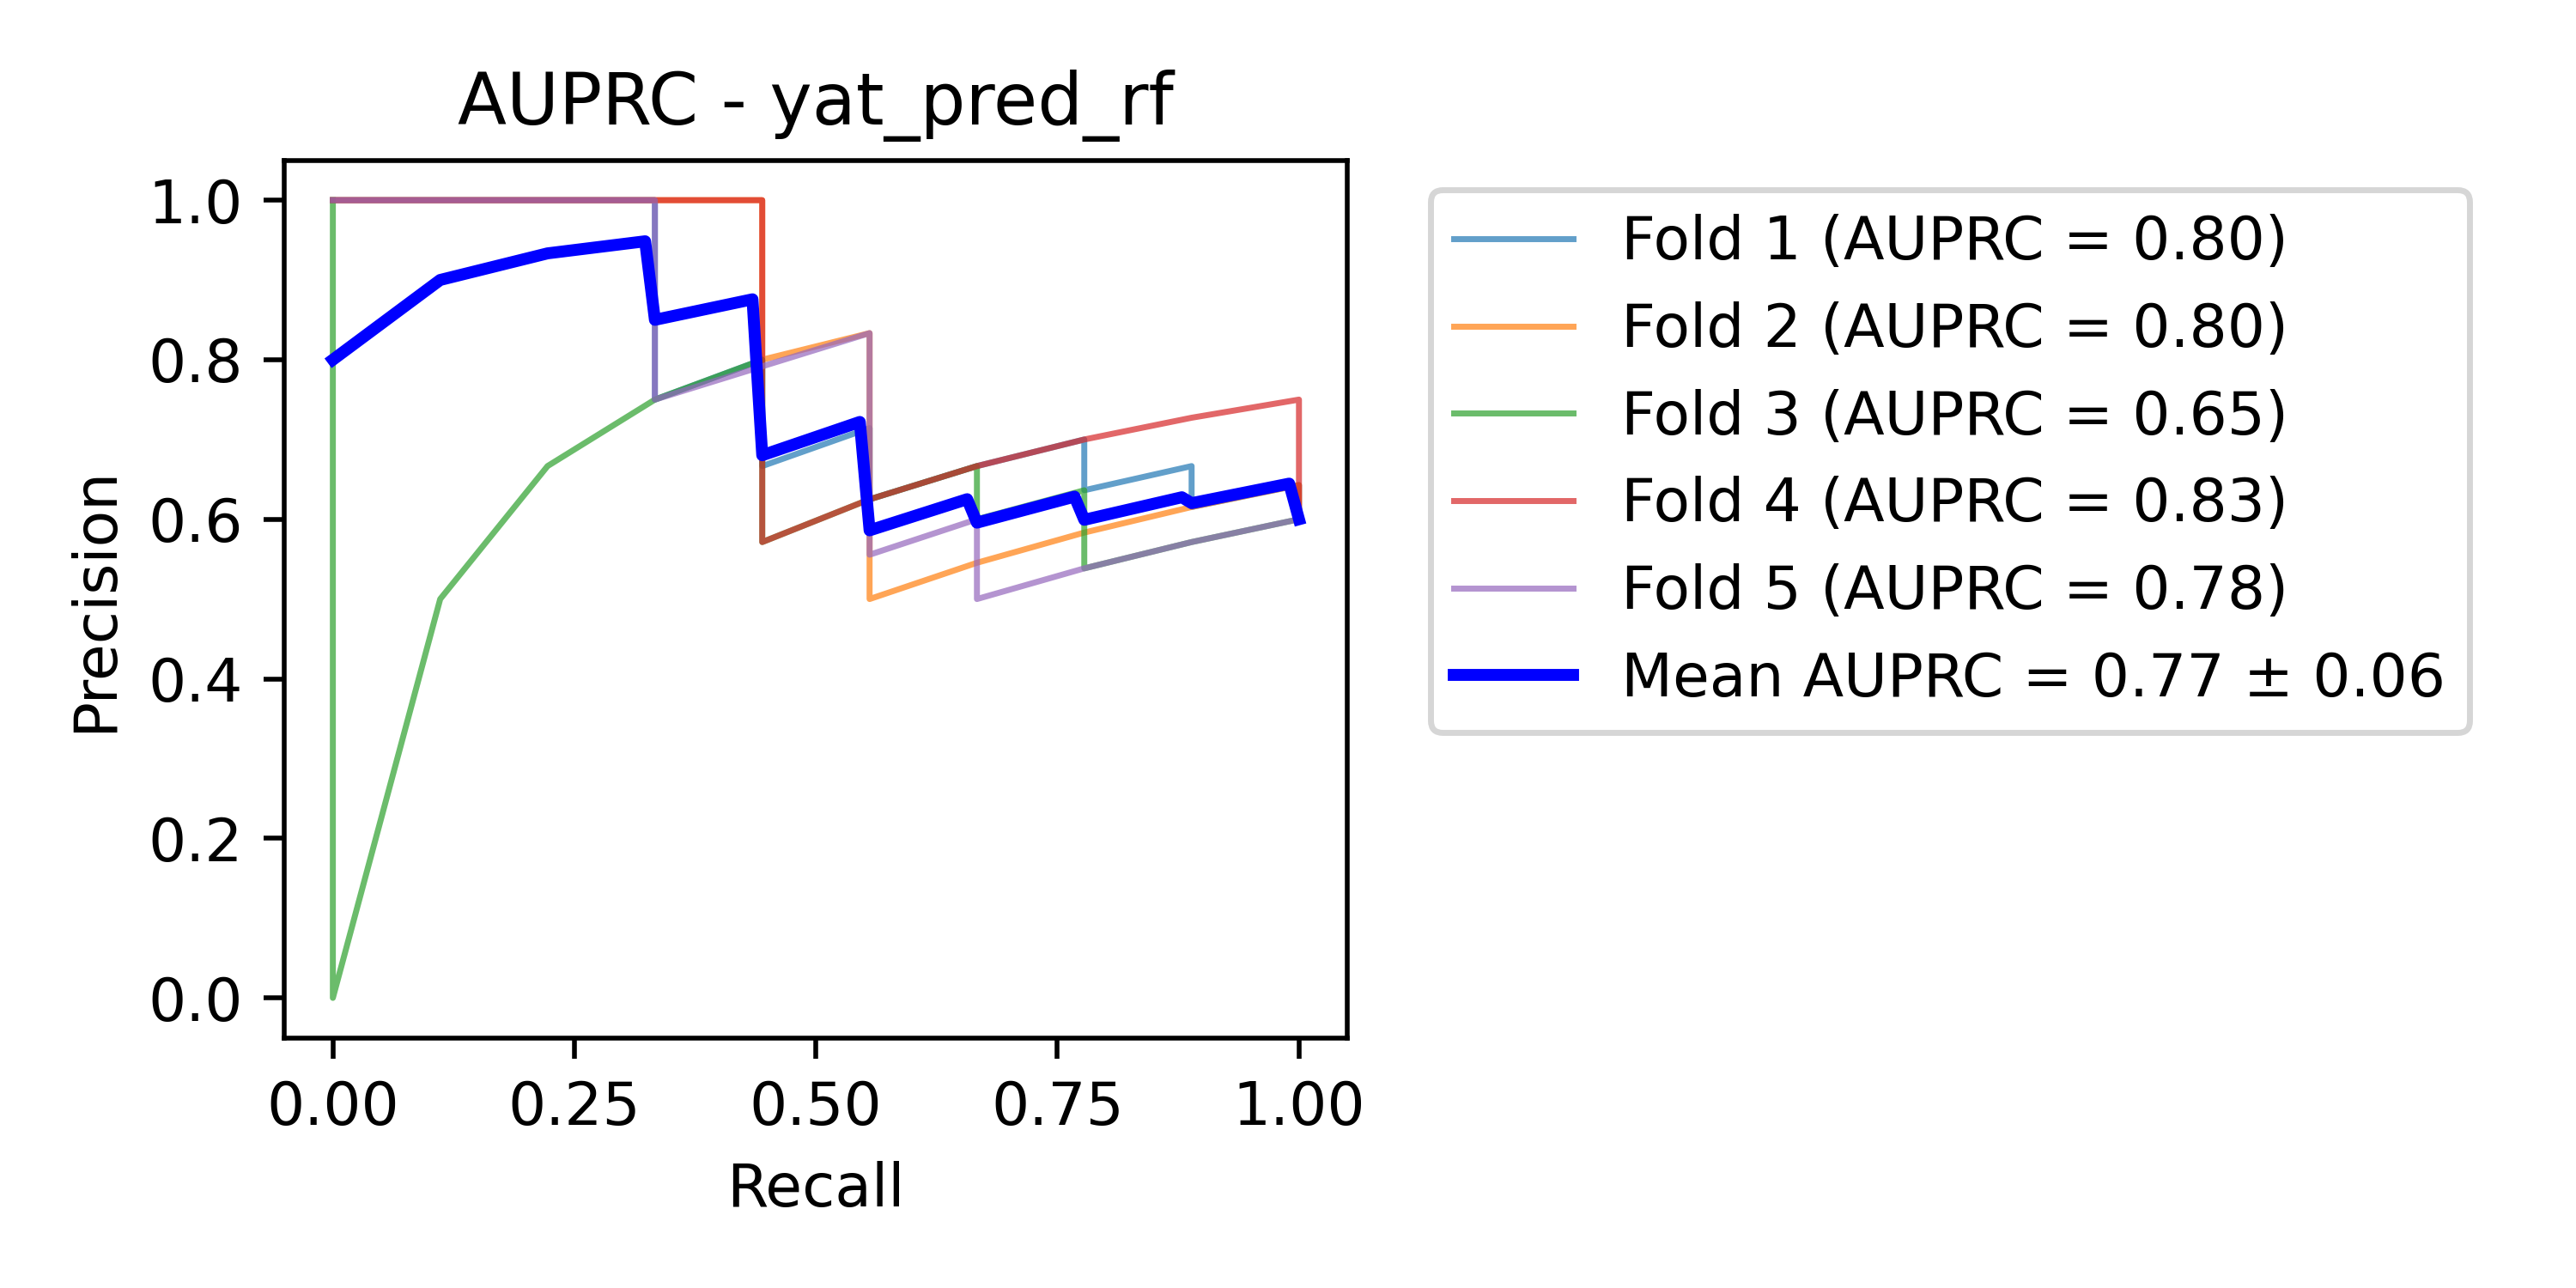 AUPRC - yat_pred_rf
1.0
0.8
0.6
0.4
0.2
0.0
Precision
0.00 0.25 0.50 0.75 1.00
Recall
Fold 1 (AUPRC = 0.80)
Fold 2 (AUPRC = 0.80)
Fold 3 (AUPRC = 0.65)
Fold 4 (AUPRC = 0.83)
Fold 5 (AUPRC = 0.78)
Mean AUPRC = 0.77 ± 0.06